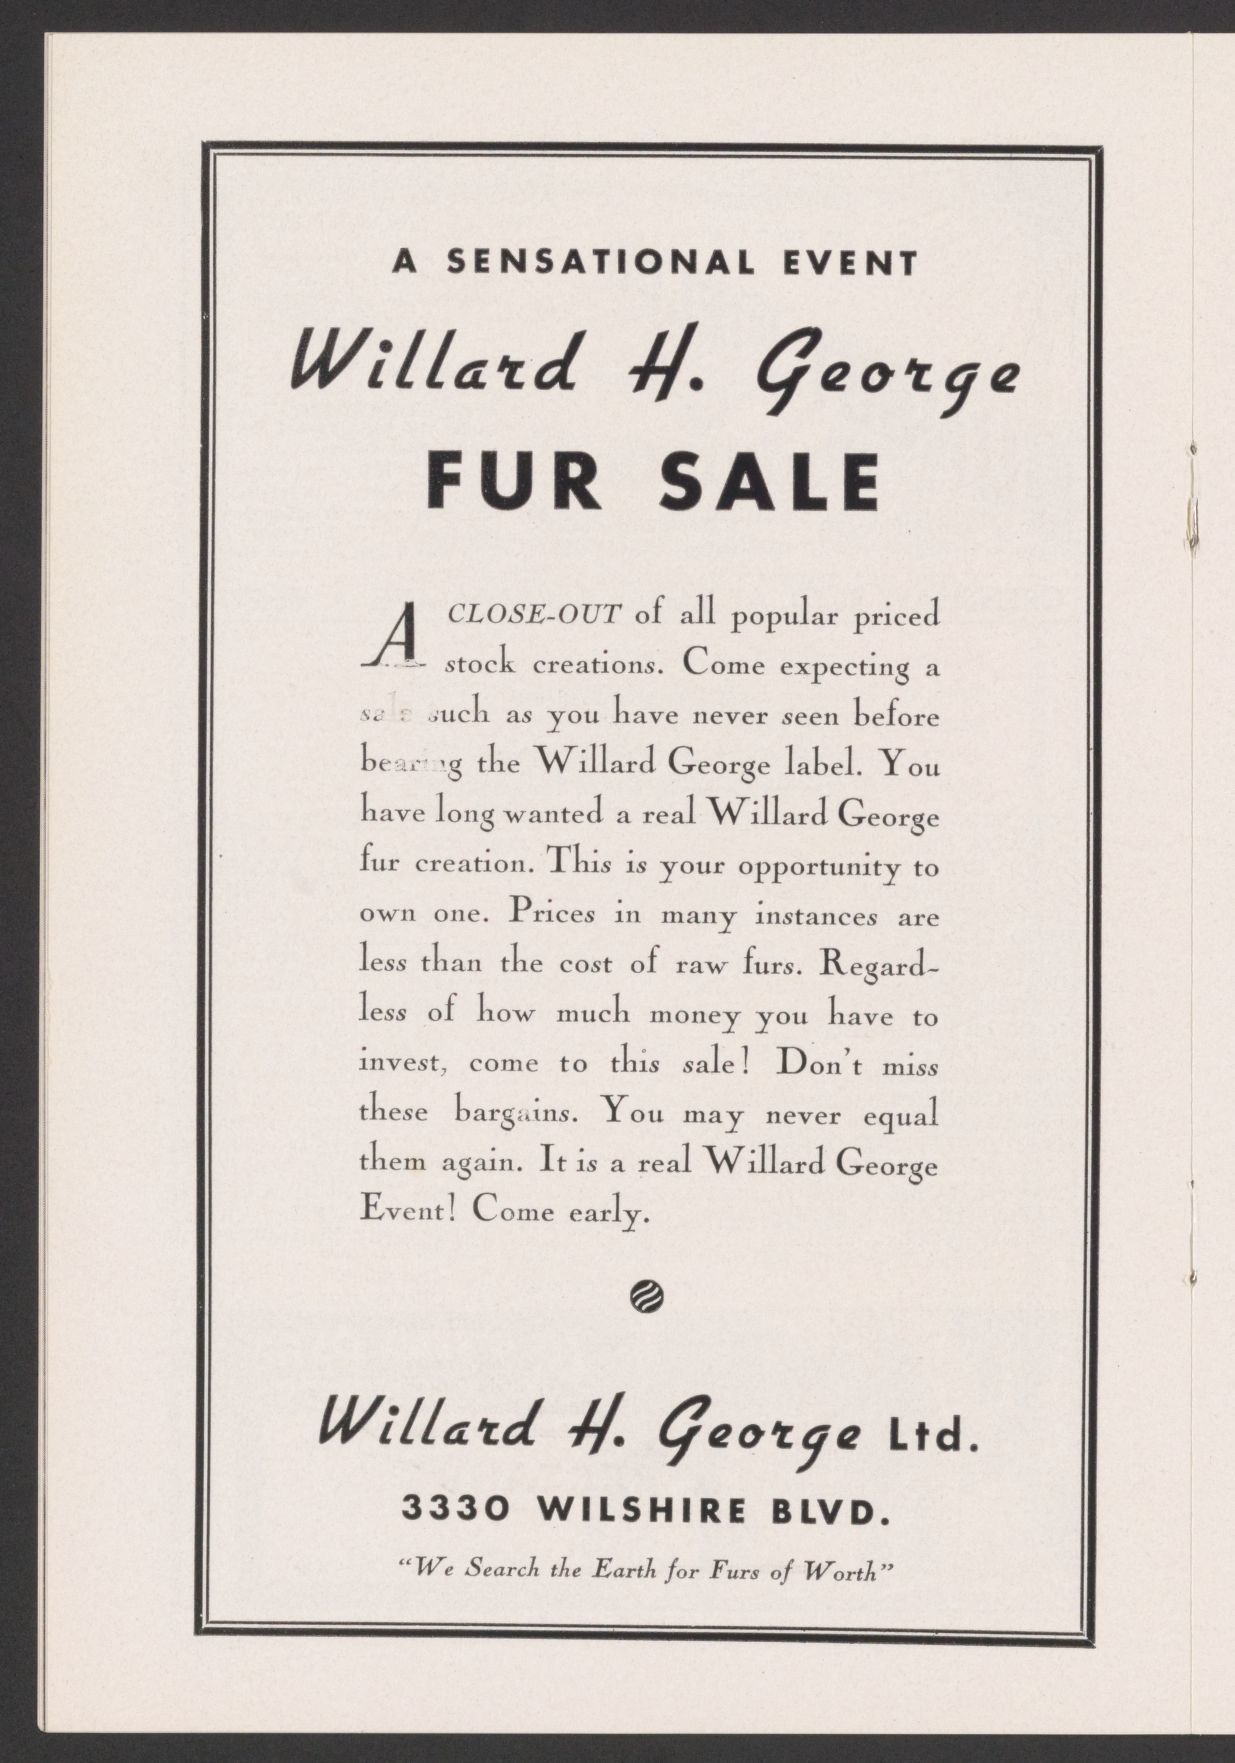 A SENSATIONAL EVENT
Willard H. George
FUR SALE
A CLOSE-OUT of all popular priced
stock creations. Come expecting a
sale such as you have never seen before
bearing the Willard George label. You
have long wanted a real Willard George
fur creation. This is your opportunity to
own one. Prices in many instances are
less than the cost of raw furs. Regard-
less of how much money you have to
invest, come to this sale! Don't miss
these bargains. You may never equal
them again. It is a real Willard George
Event! Come early.
Willard H. George Ltd.
3330 WILSHIRE BLVD.
"We Search the Earth for Furs of Worth"